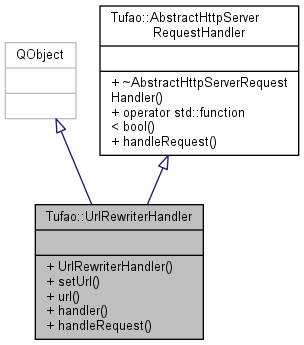 Tufao::AbstractHttpServer
RequestHandler
QObject
+ ~AbstractHttpServerRequest
Handler()
+ operator std::function
< bool()
+ handleRequest()
Tufao::UrlRewriterHandler
+ UrlRewriterHandler()
+ setUrl()
+ url()
+ handler()
+ handleRequest()